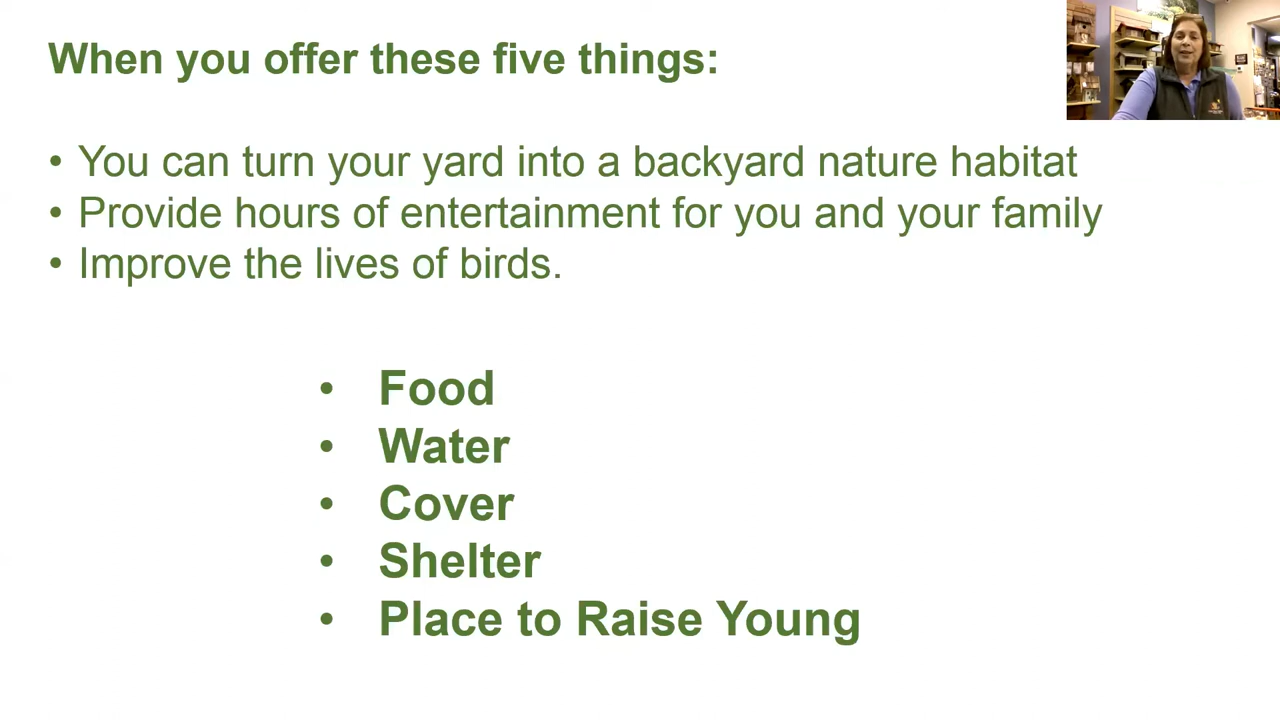 When you offer these five things:
• You can turn your yard into a backyard nature habitat
• Provide hours of entertainment for you and your family
• Improve the lives of birds.
• Food
• Water
• Cover
• Shelter
• Place to Raise Young